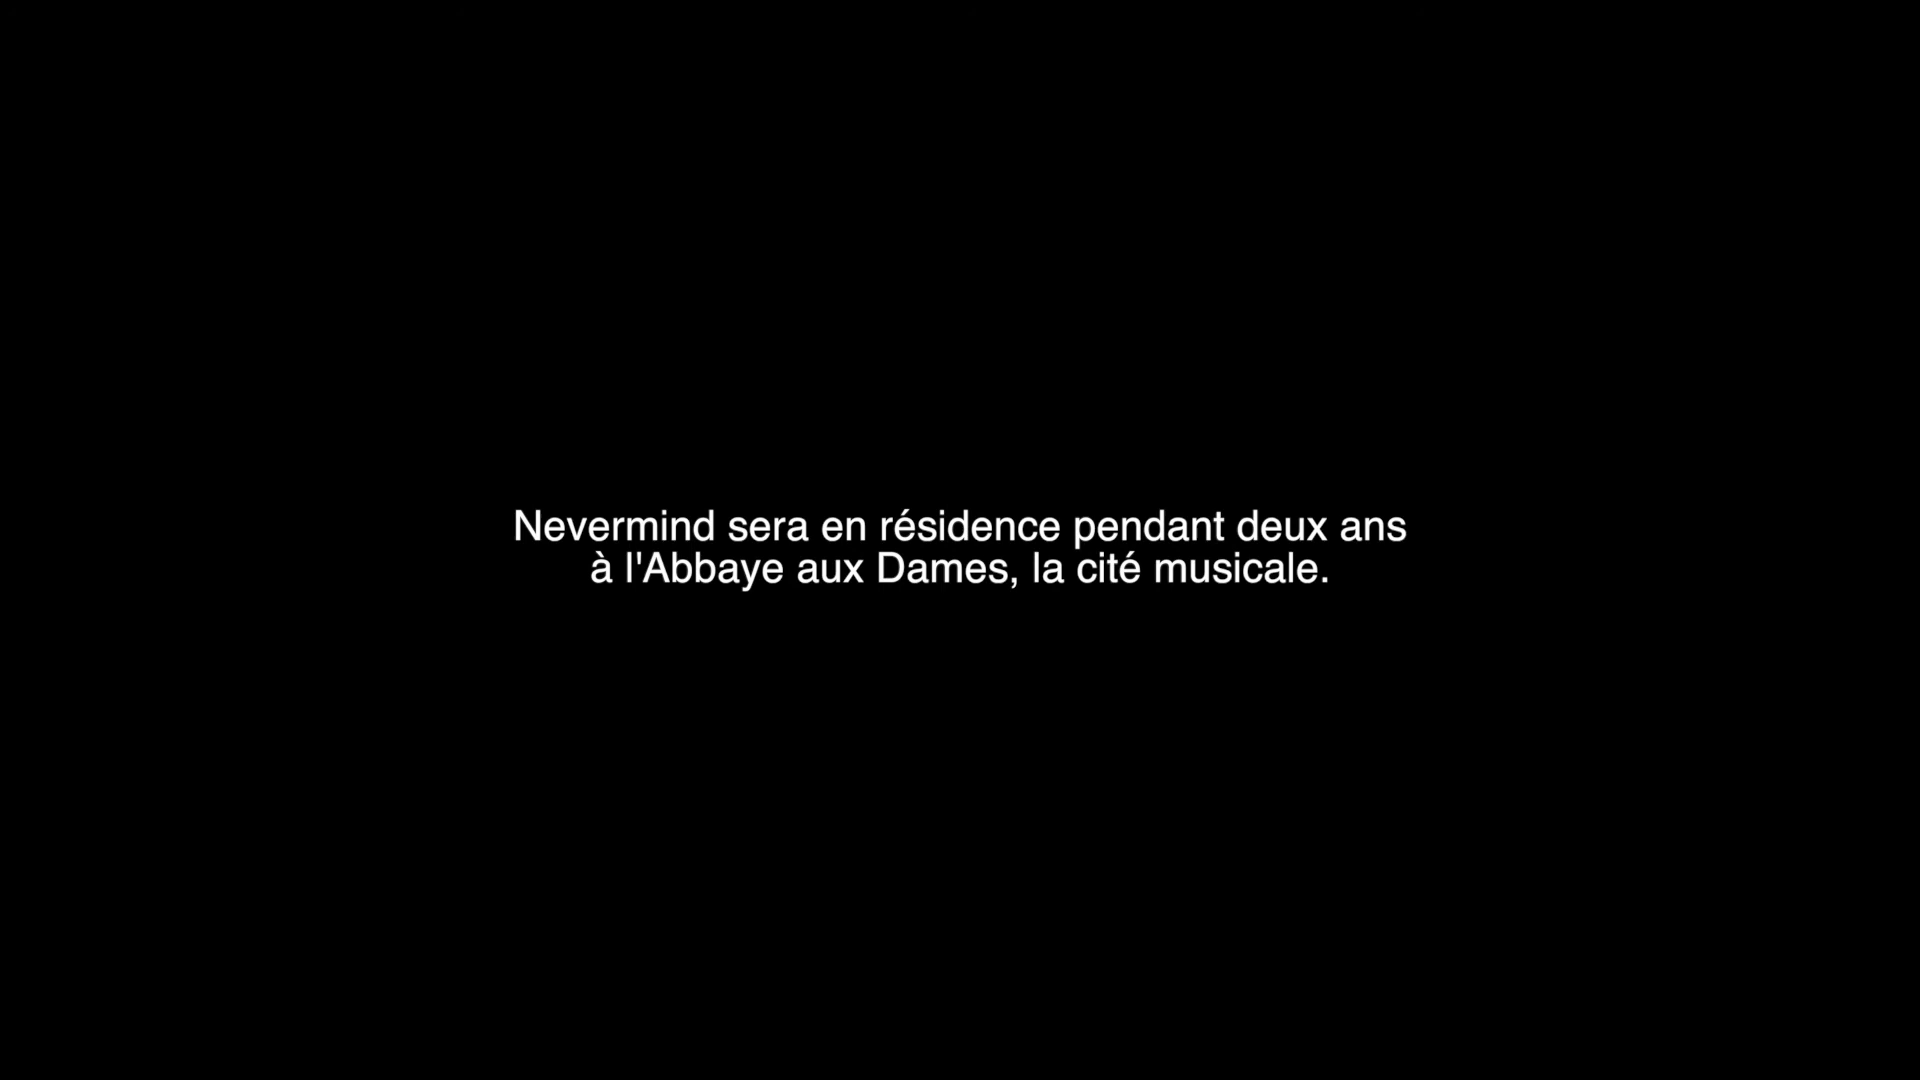 Nevermind sera en résidence pendant deux ans
à l'Abbaye aux Dames, la cité musicale.